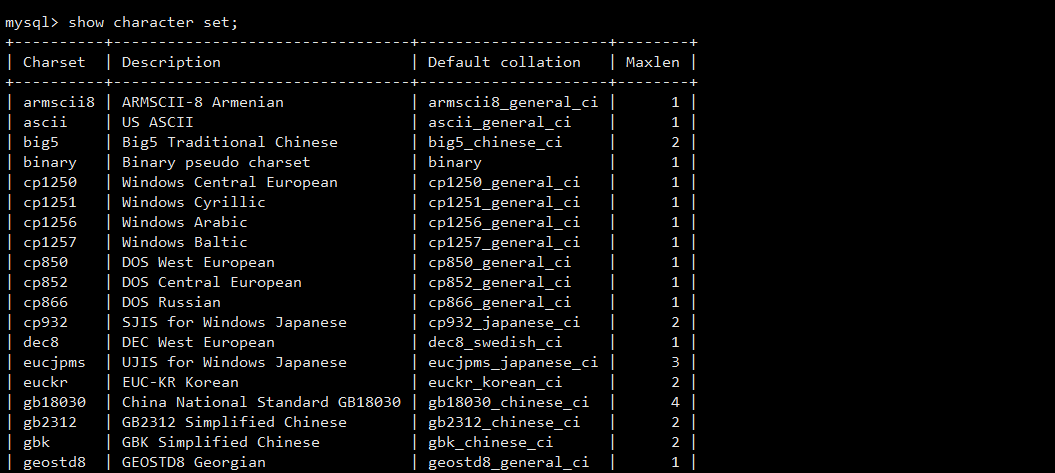 mysql> show character set;
+----------+---------------------------------+---------------------+--------+
| Charset  | Description                     | Default collation   | Maxlen |
+----------+---------------------------------+---------------------+--------+
| armscii8 | ARMSCII-8 Armenian              | armscii8_general_ci |      1 |
| ascii    | US ASCII                        | ascii_general_ci    |      1 |
| big5     | Big5 Traditional Chinese        | big5_chinese_ci     |      2 |
| binary   | Binary pseudo charset           | binary              |      1 |
| cp1250   | Windows Central European        | cp1250_general_ci   |      1 |
| cp1251   | Windows Cyrillic                | cp1251_general_ci   |      1 |
| cp1256   | Windows Arabic                  | cp1256_general_ci   |      1 |
| cp1257   | Windows Baltic                  | cp1257_general_ci   |      1 |
| cp850    | DOS West European               | cp850_general_ci    |      1 |
| cp852    | DOS Central European            | cp852_general_ci    |      1 |
| cp866    | DOS Russian                     | cp866_general_ci    |      1 |
| cp932    | SJIS for Windows Japanese       | cp932_japanese_ci   |      2 |
| dec8     | DEC West European               | dec8_swedish_ci     |      1 |
| eucjpms  | UJIS for Windows Japanese       | eucjpms_japanese_ci |      3 |
| euckr    | EUC-KR Korean                   | euckr_korean_ci     |      2 |
| gb18030  | China National Standard GB18030 | gb18030_chinese_ci  |      4 |
| gb2312   | GB2312 Simplified Chinese       | gb2312_chinese_ci   |      2 |
| gbk      | GBK Simplified Chinese          | gbk_chinese_ci      |      2 |
| geostd8  | GEOSTD8 Georgian                | geostd8_general_ci  |      1 |